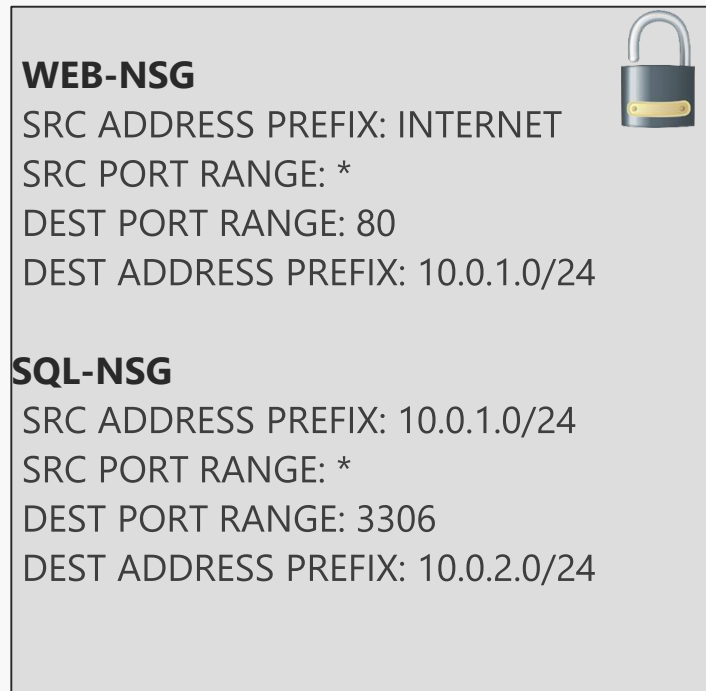 WEB-NSG
SRC ADDRESS PREFIX: INTERNET
SRC PORT RANGE: *
DEST PORT RANGE: 80
DEST ADDRESS PREFIX: 10.0.1.0/24
SQL-NSG
SRC ADDRESS PREFIX: 10.0.1.0/24
SRC PORT RANGE: *
DEST PORT RANGE: 3306
DEST ADDRESS PREFIX: 10.0.2.0/24